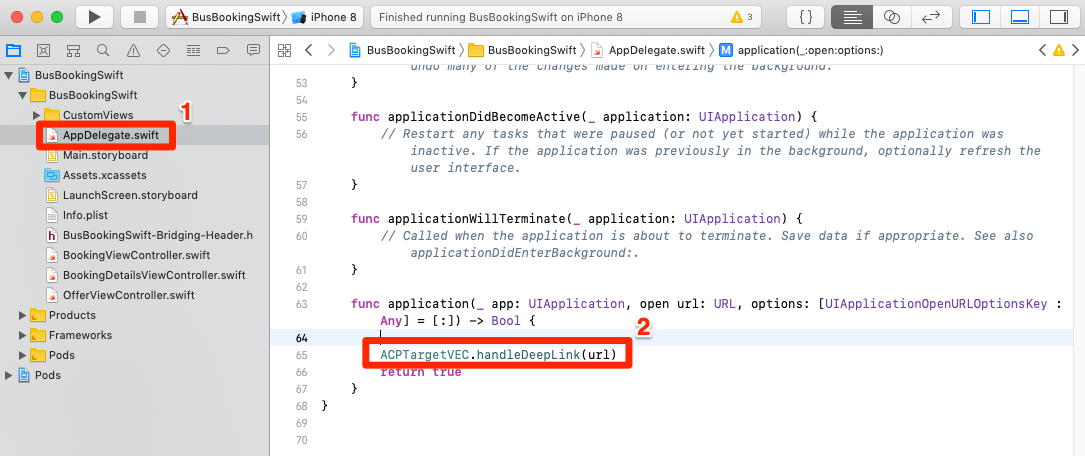 BusBookingSwift 〉 iPhone 8
Finished running BusBookingSwift on iPhone 8
3
BusBookingSwift 〉 BusBookingSwift 〉 AppDelegate.swift 〉 M application(_:open:options:)
BusBookingSwift
BusBookingSwift
CustomViews
1
AppDelegate.swift
Main.storyboard
Assets.xcassets
LaunchScreen.storyboard
Info.plist
h BusBookingSwift-Bridging-Header.h
BookingViewController.swift
BookingDetailsViewController.swift
OfferViewController.swift
Products
Frameworks
Pods
Pods
undo many of the changes made on entering the background.
53 }
54
55 func applicationDidBecomeActive(_ application: UIApplication) {
56 // Restart any tasks that were paused (or not yet started) while the application was
inactive. If the application was previously in the background, optionally refresh the
user interface.
57 }
58
59 func applicationWillTerminate(_ application: UIApplication) {
60 // Called when the application is about to terminate. Save data if appropriate. See also
applicationDidEnterBackground:.
61 }
62
63 func application(_ app: UIApplication, open url: URL, options: [UIApplicationOpenURLOptionsKey :
Any] = [:]) -> Bool {
2
64
65 ACPTargetVEC.handleDeepLink(url)
66 return true
67 }
68 }
69
70